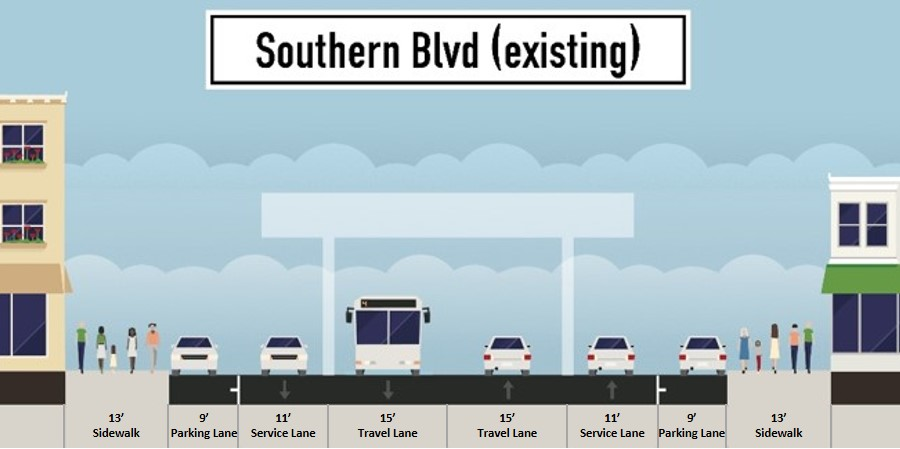 Southern Blvd (existing)
4
13’ 9’ 11’ 15’ 15’ 11’ 9’ 13’
Sidewalk Parking Lane Service Lane Travel Lane Travel Lane Service Lane Parking Lane Sidewalk